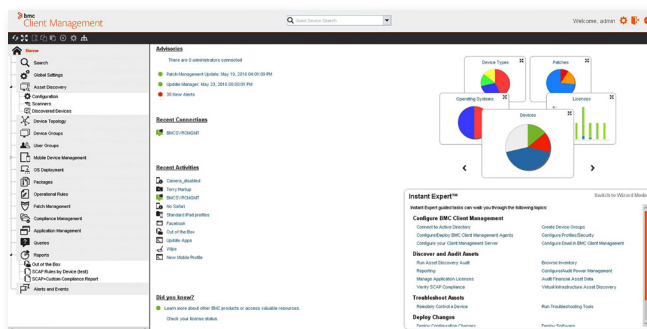 bmc
Client Management
Open Device Search
Welcome, admin
Home
Search
Global Settings
Asset Discovery
Configuration
Scanners
Discovered Devices
Device Topology
Device Groups
User Groups
Mobile Device Management
OS Deployment
Packages
Operational Rules
Patch Management
Compliance Management
Application Management
Queries
Reports
Out of the Box
SCAP Rules by Device (test)
SCAP+Custom Compliance Report
Alerts and Events
Advisories
There are 0 administrators connected
Patch Management Update: May 19, 2016 04:01:09 PM
Update Manager: May 23, 2016
35 New Alerts
Recent Connections
Recent Activities
Camera_disabled
Terry Markup
No Safari
Standard iPad profiles
Facebook
Out of the Box
Update Apps
Wipe
New Mobile Profile
Did you know?
Learn more about other BMC products or access valuable resources.
Check your license status.
Device Types
Patches
Operating Systems
Licenses
Devices
Instant Expert™
Switch to Wizard Mode
Instant Expert guided tasks can walk you through the following topics:
Configure BMC Client Management
Connect to Active Directory
Create Device Groups
Configure/Deploy BMC Client Management Agents
Configure Profiles/Security
Configure your Client Management Server
Configure Email in BMC Client Management
Discover and Audit Assets
Run Asset Discovery Audit
Browse Inventory
Reporting
Configure/Audit Power Management
Manage Application Licenses
Audit Financial Asset Data
Verify SCAP Compliance
Virtual Infrastructure Asset Discovery
Troubleshoot Assets
Remotely Control a Device
Run Troubleshooting Tools
Deploy Changes
Deploy Configuration Changes
Deploy Software